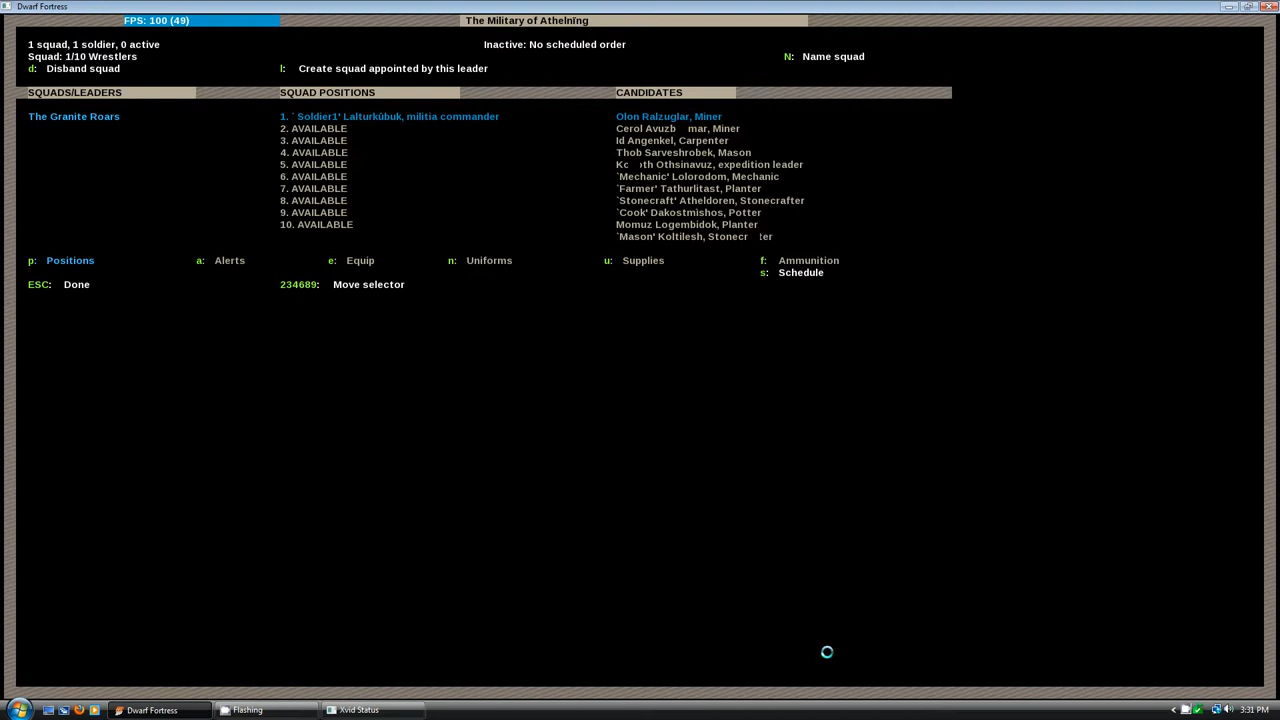 Dwarf Fortress
FPS: 100 (49)
The Military of Athelnîng
1 squad, 1 soldier, 0 active
Inactive: No scheduled order
Squad: 1/10 Wrestlers
N: Name squad
d: Disband squad
l: Create squad appointed by this leader
SQUADS/LEADERS
SQUAD POSITIONS
CANDIDATES
The Granite Roars
1. ` Soldier1' Lalturkûbuk, militia commander
Olon Ralzuglar, Miner
2. AVAILABLE
Cerol Avuzb mar, Miner
3. AVAILABLE
Id Angenkel, Carpenter
4. AVAILABLE
Thob Sarveshrobek, Mason
5. AVAILABLE
Othsinavuz, expedition leader
6. AVAILABLE
`Mechanic' Lolorodom, Mechanic
7. AVAILABLE
`Farmer' Tathurlitast, Planter
8. AVAILABLE
`Stonecraft' Atheldoren, Stonecrafter
9. AVAILABLE
`Cook' Dakostmishos, Potter
10. AVAILABLE
Momuz Logembidok, Planter
`Mason' Koltilesh, Stonecr ter
p: Positions
a: Alerts
e: Equip
n: Uniforms
u: Supplies
f: Ammunition
s: Schedule
ESC: Done
234689: Move selector
Dwarf Fortress
Flashing
Xvid Status
3:31 PM